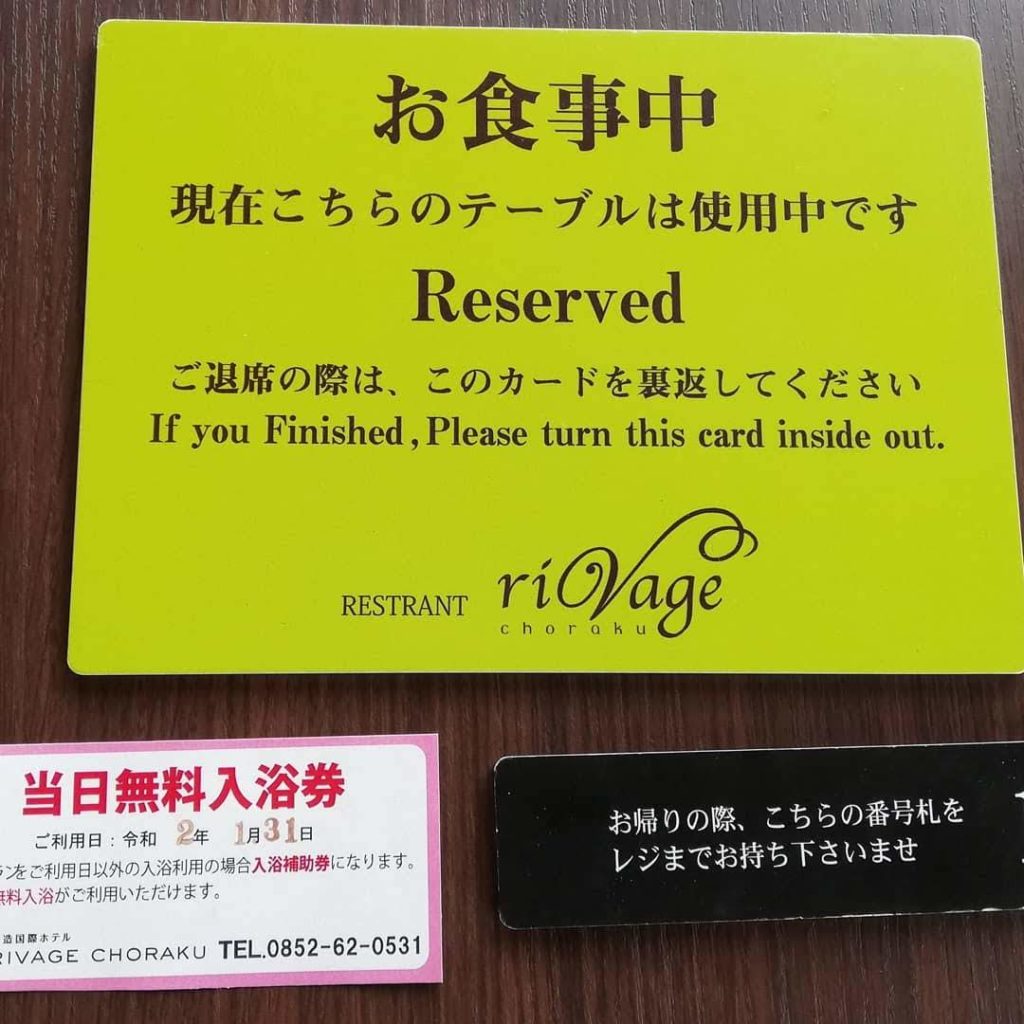 お食事中
現在こちらのテーブルは使用中です
Reserved
ご退席の際は、このカードを裏返してください
If you Finished,Please turn this card inside out.
RESTRANT rivage
choraku
当日無料入浴券
ご利用日:令和 2年 1月31日
ランをご利用日以外の入浴利用の場合入浴補助券になります。
無料入浴がご利用いただけます。
造国際ホテル
RIVAGE CHORAKU TEL.0852-62-0531
お帰りの際、こちらの番号札を
レジまでお持ち下さいませ